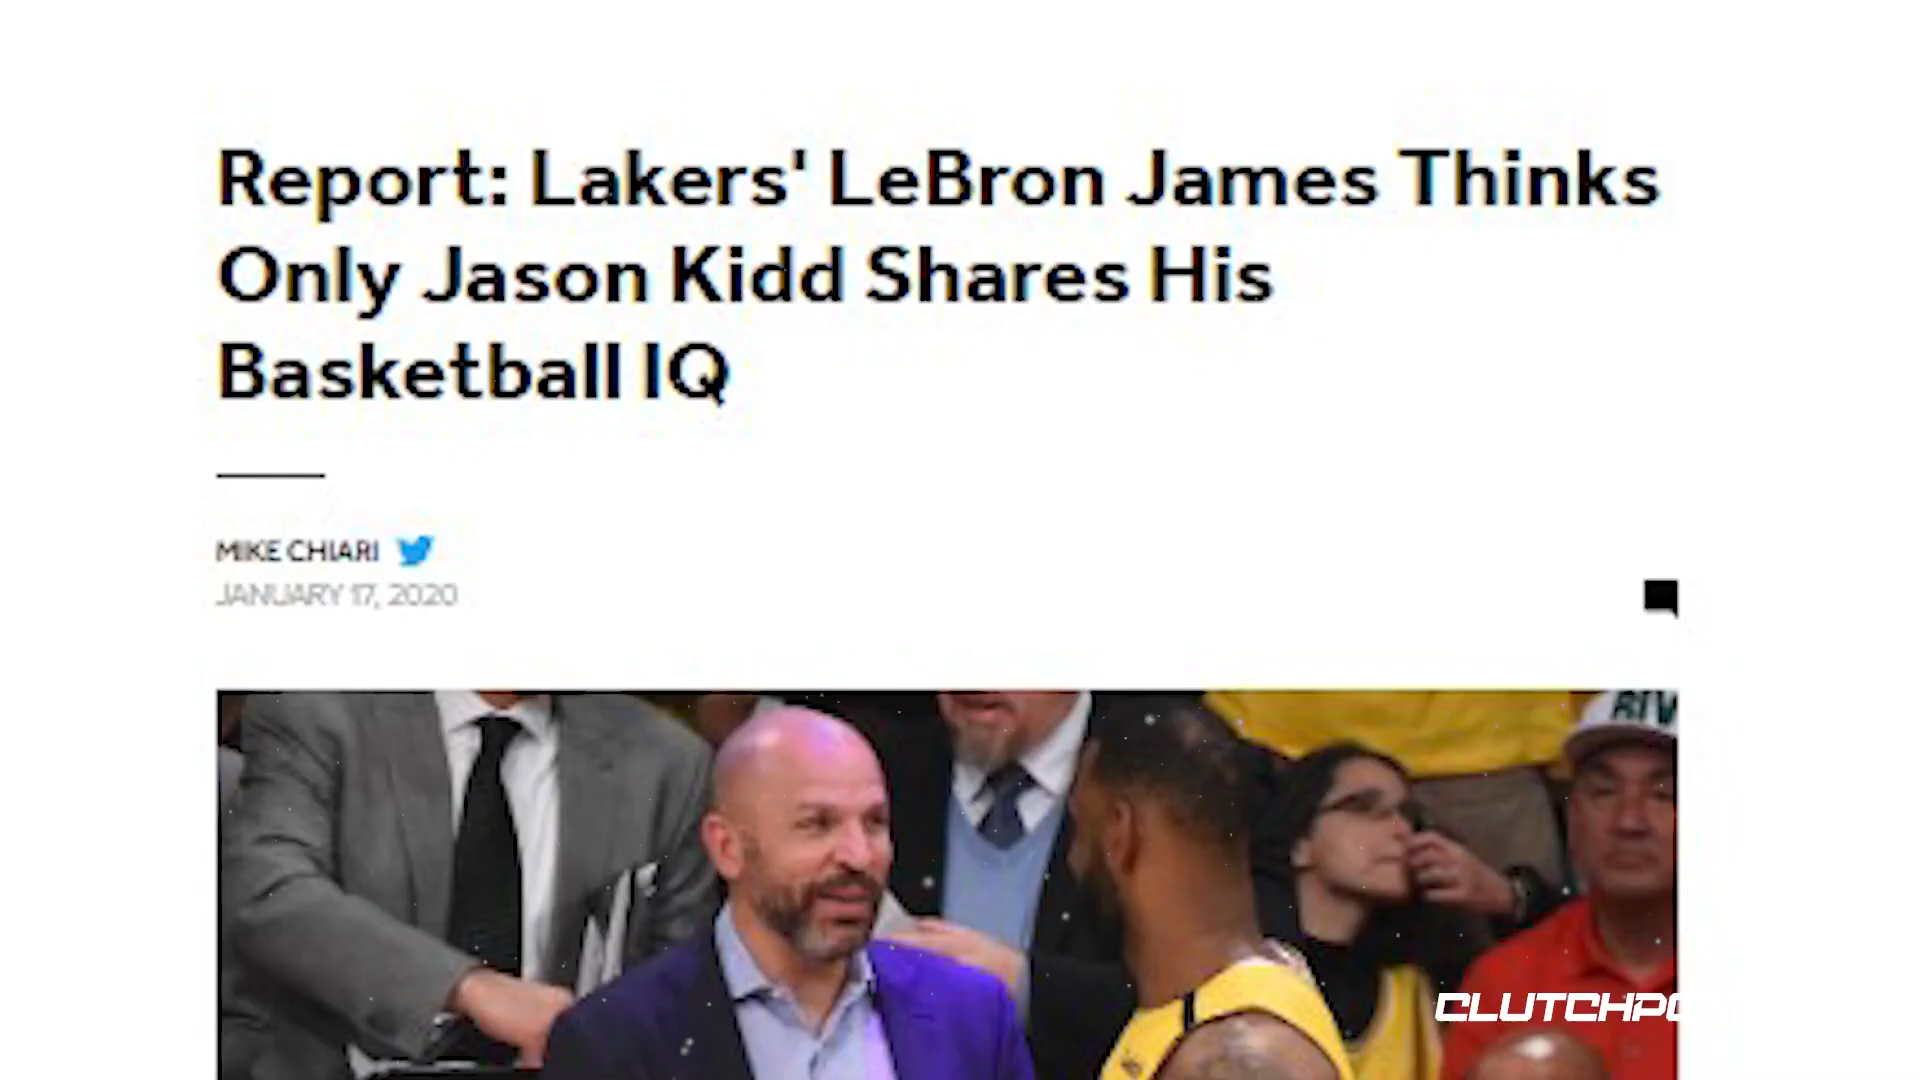 Report: Lakers' LeBron James Thinks
Only Jason Kidd Shares His
Basketball IQ
MIKE CHIARI
JANUARY 17, 2020